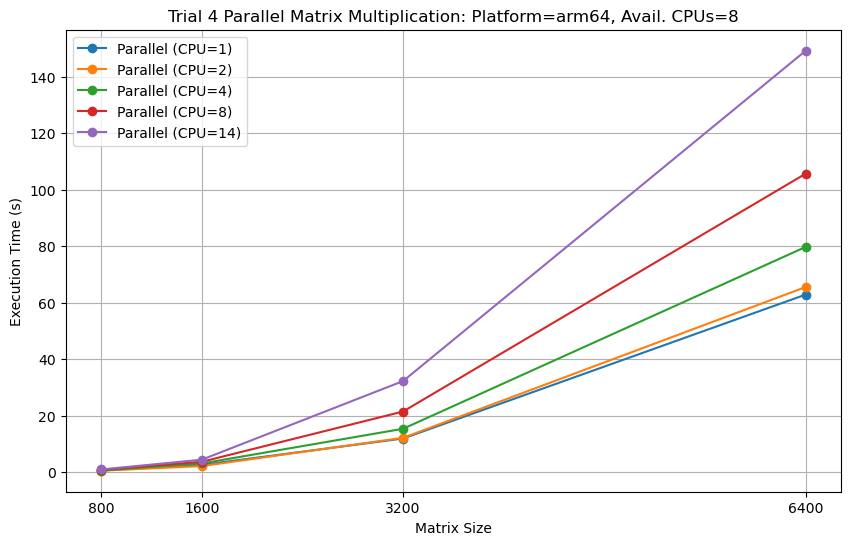 Trial 4 Parallel Matrix Multiplication: Platform=arm64, Avail. CPUs=8
Parallel (CPU=1)
Parallel (CPU=2)
Parallel (CPU=4)
Parallel (CPU=8)
Parallel (CPU=14)
Execution Time (s)
140
120
100
80
60
40
20
0
800 1600 3200 6400
Matrix Size